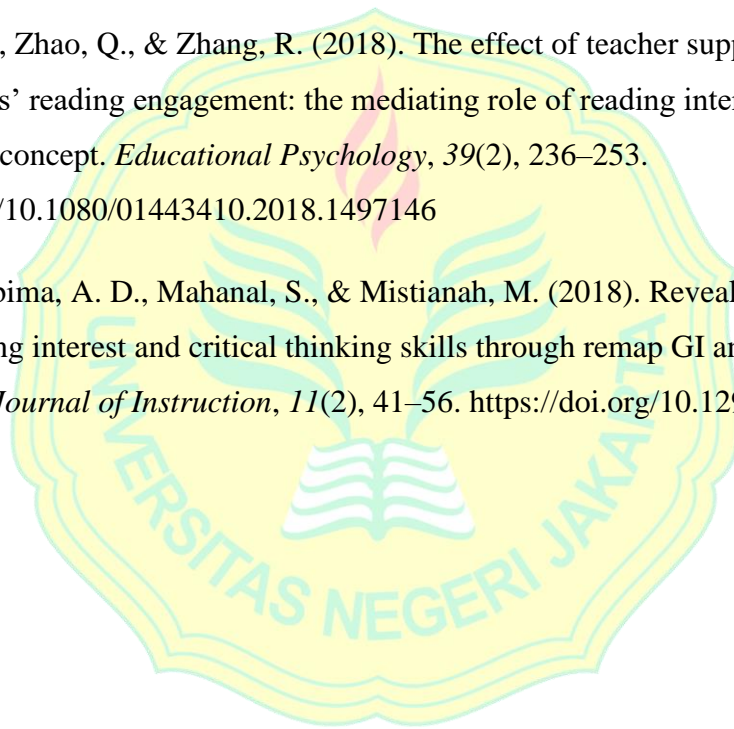 , Zhao, Q., & Zhang, R. (2018). The effect of teacher supp
s’ reading engagement: the mediating role of reading inter
concept. Educational Psychology, 39(2), 236–253.
/10.1080/01443410.2018.1497146
oima, A. D., Mahanal, S., & Mistianah, M. (2018). Reveal
ng interest and critical thinking skills through remap GI an
Journal of Instruction, 11(2), 41–56. https://doi.org/10.129
UNIVERSITAS NEGERI JAKARTA